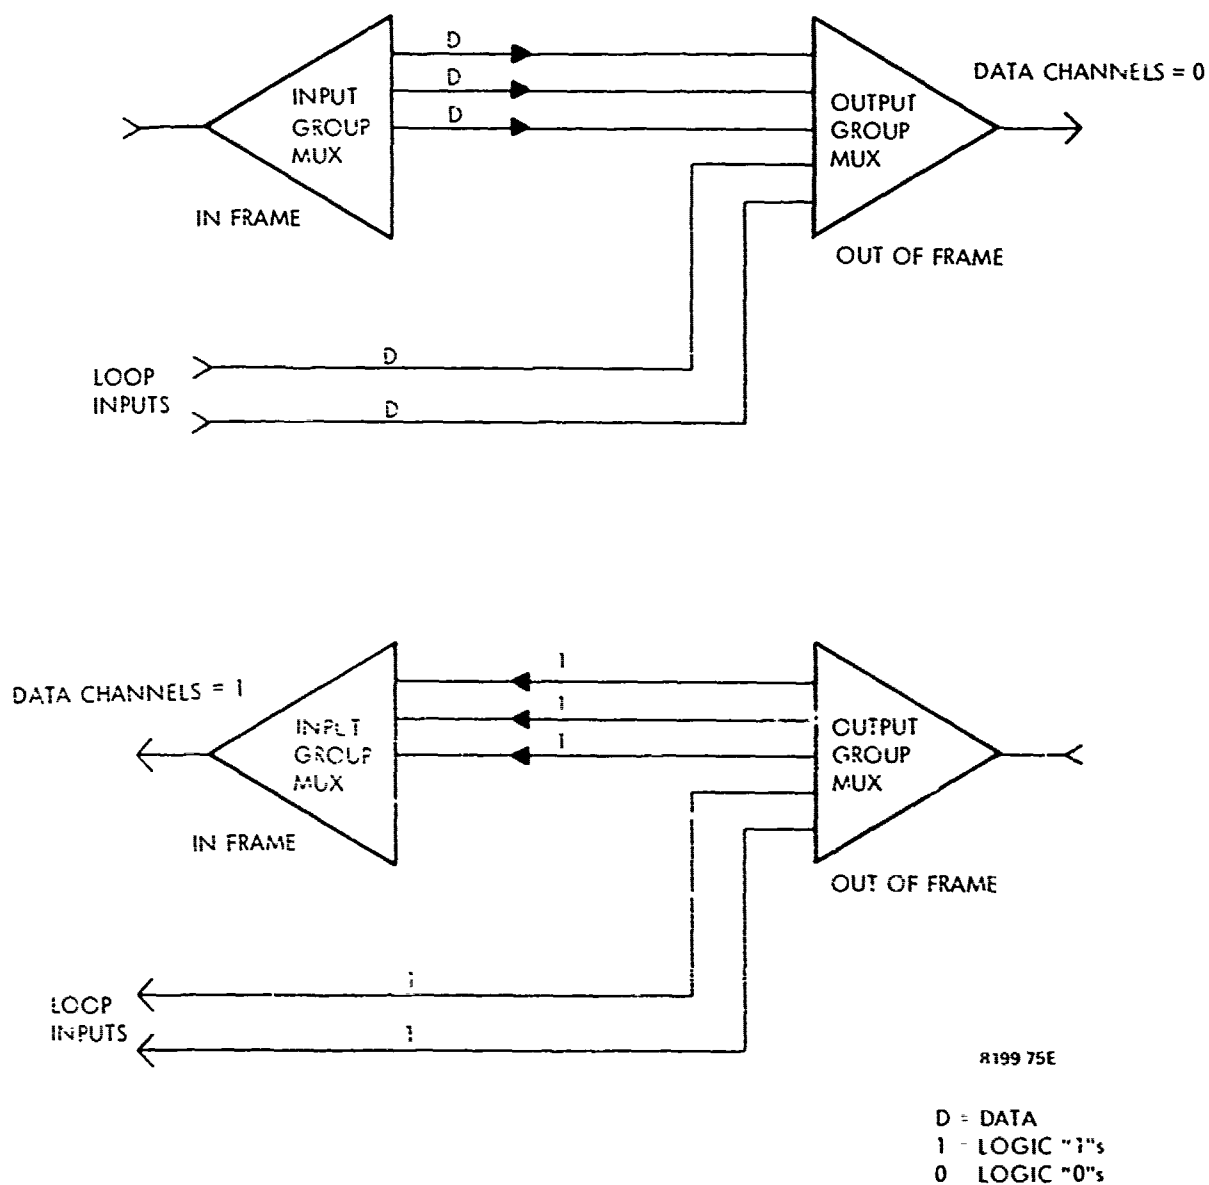 D
D
D
DATA CHANNELS = 0
INPUT
GROUP
MUX
OUTPUT
GROUP
MUX
IN FRAME
OUT OF FRAME
LOOP
INPUTS
D
D
DATA CHANNELS = 1
1
1
1
INPUT
GROUP
MUX
OUTPUT
GROUP
MUX
IN FRAME
OUT OF FRAME
LOOP
INPUTS
1
1
8199 75E
D = DATA
1 - LOGIC "1"s
0 LOGIC "0"s